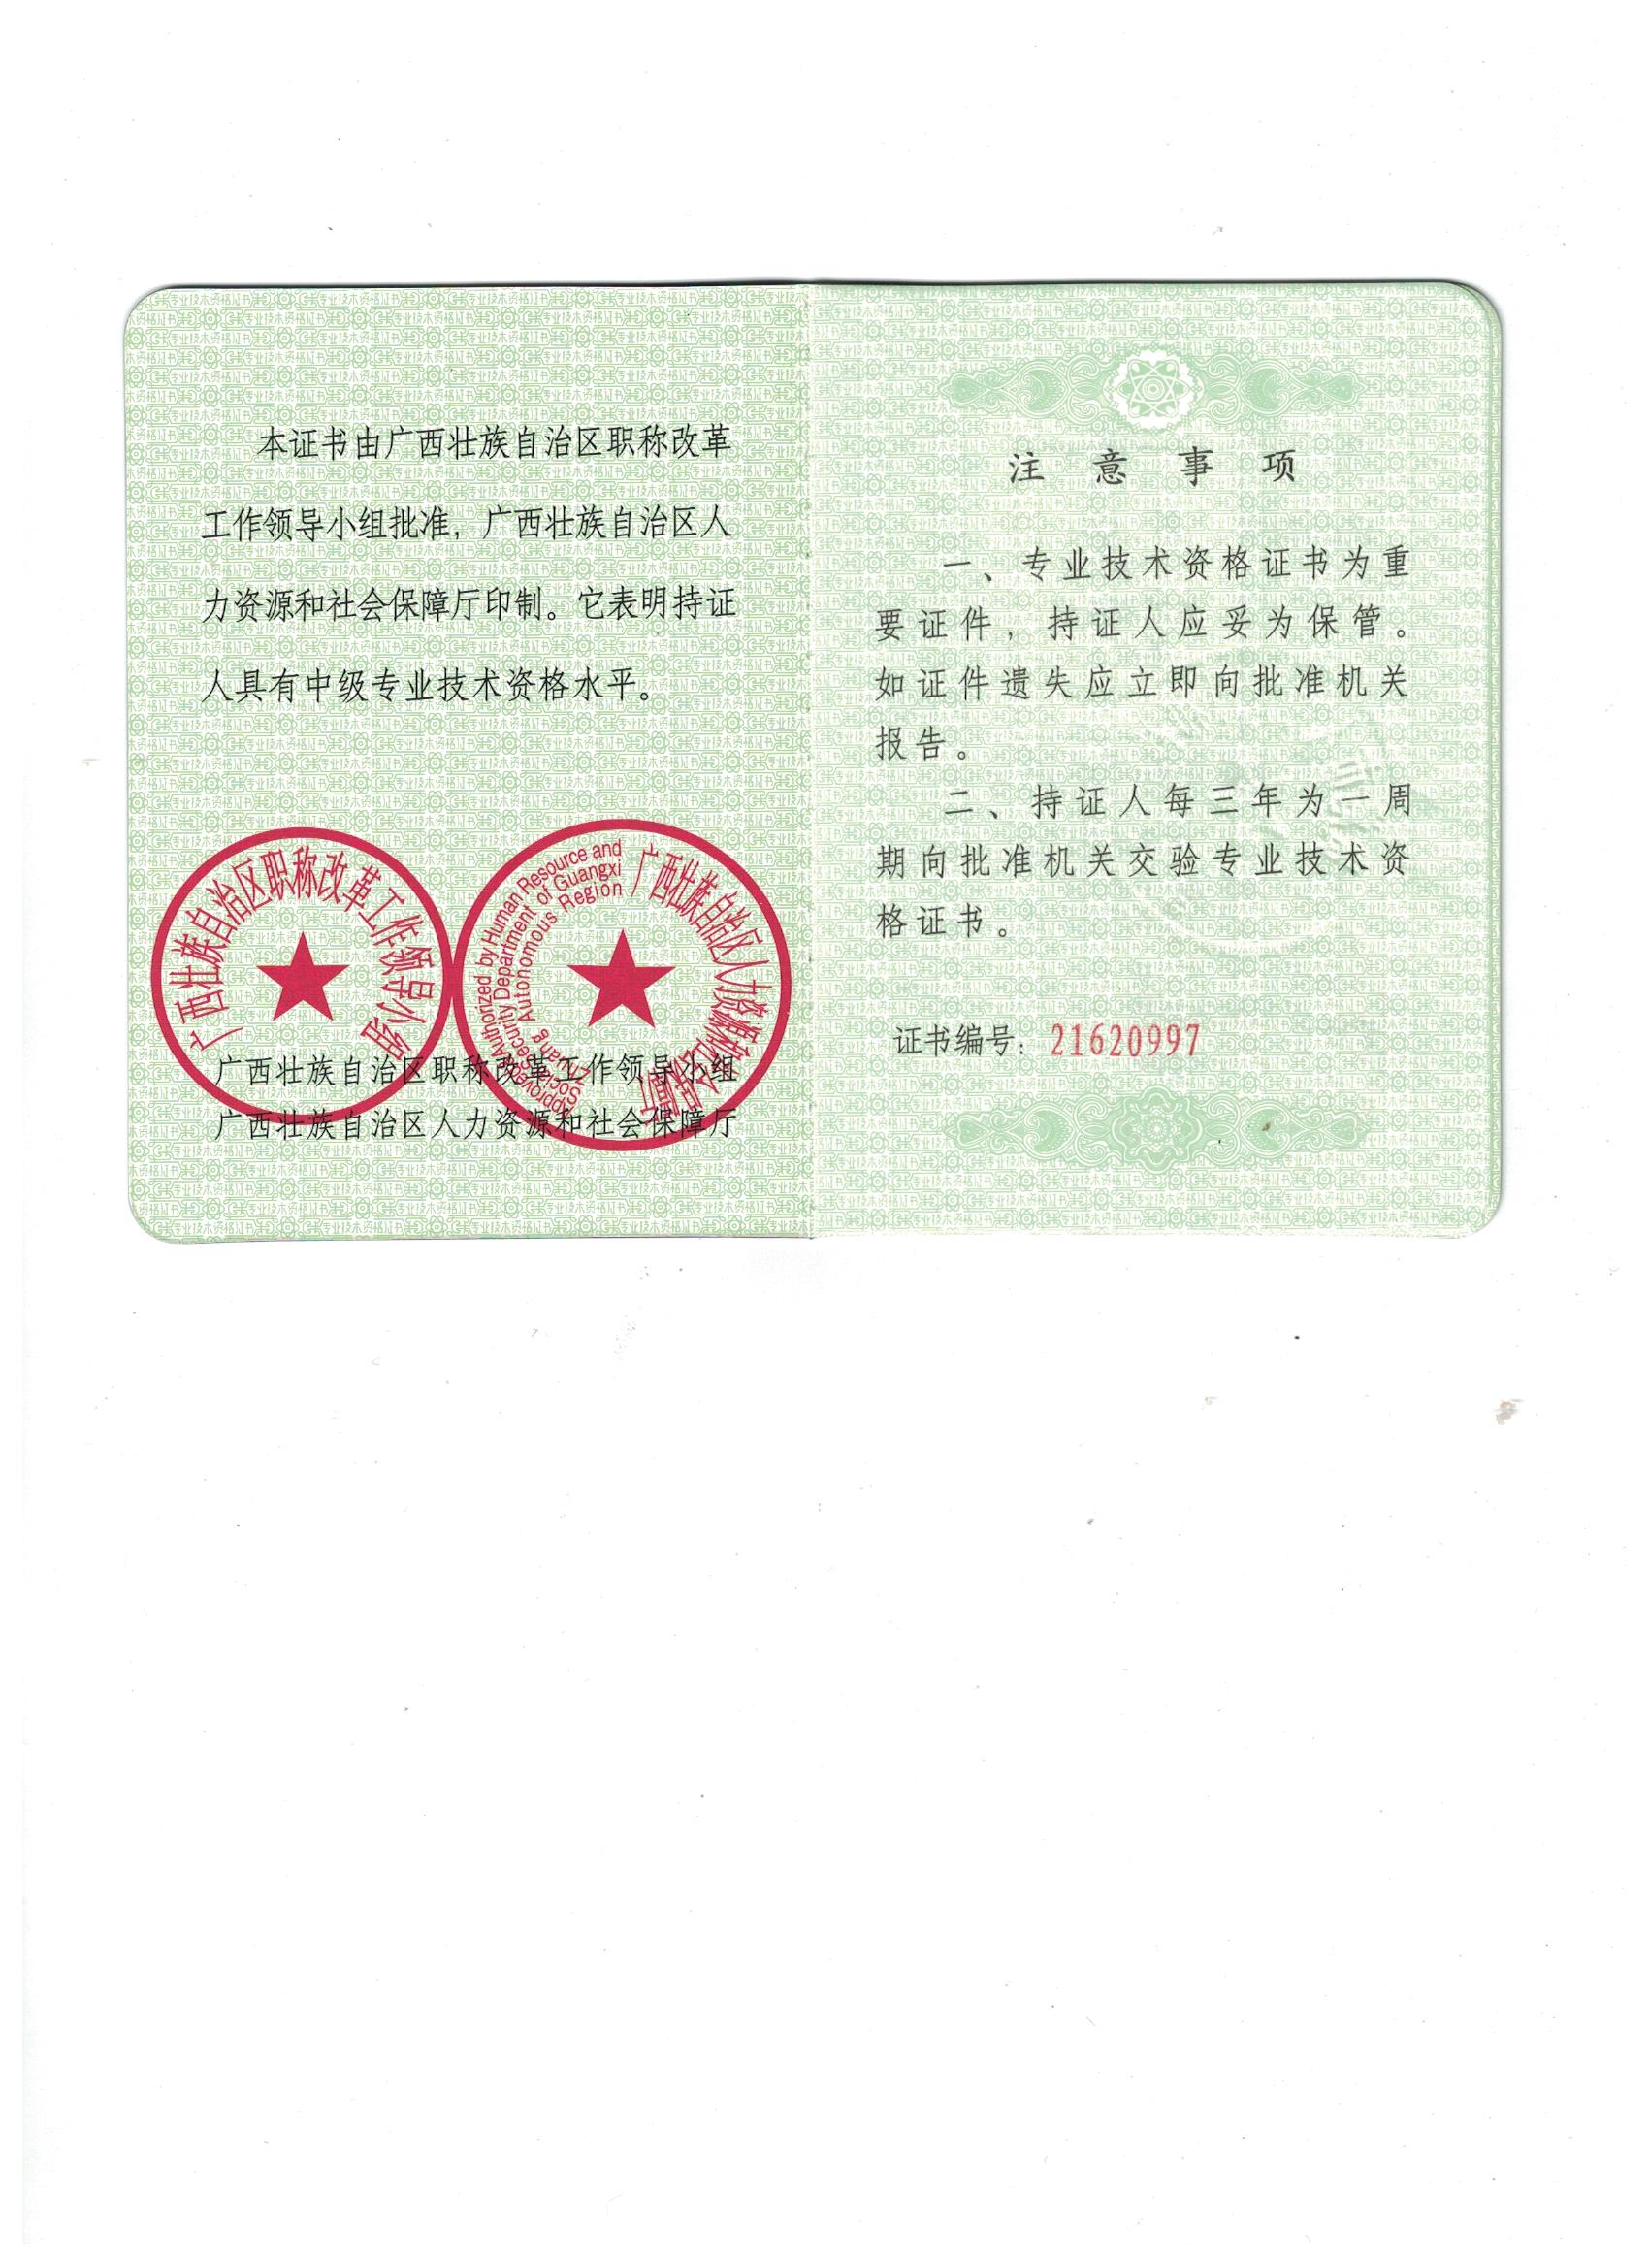 本证书由广西壮族自治区职称改革
工作领导小组批准，广西壮族自治区人
力资源和社会保障厅印制。它表明持证
人具有中级专业技术资格水平。
广西壮族自治区职称改革工作领导小组
Approved & Authorized by Human Resource and
Social Security Department of Guangxi
Zhuang Autonomous Region
广西壮族自治区人力资源和社会保障厅
广西壮族自治区职称改革工作领导小组
广西壮族自治区人力资源和社会保障厅
注意事项
一、专业技术资格证书为重
要证件，持证人应妥为保管。
如证件遗失应立即向批准机关
报告。
二、持证人每三年为一周
期向批准机关交验专业技术资
格证书。
证书编号：21620997